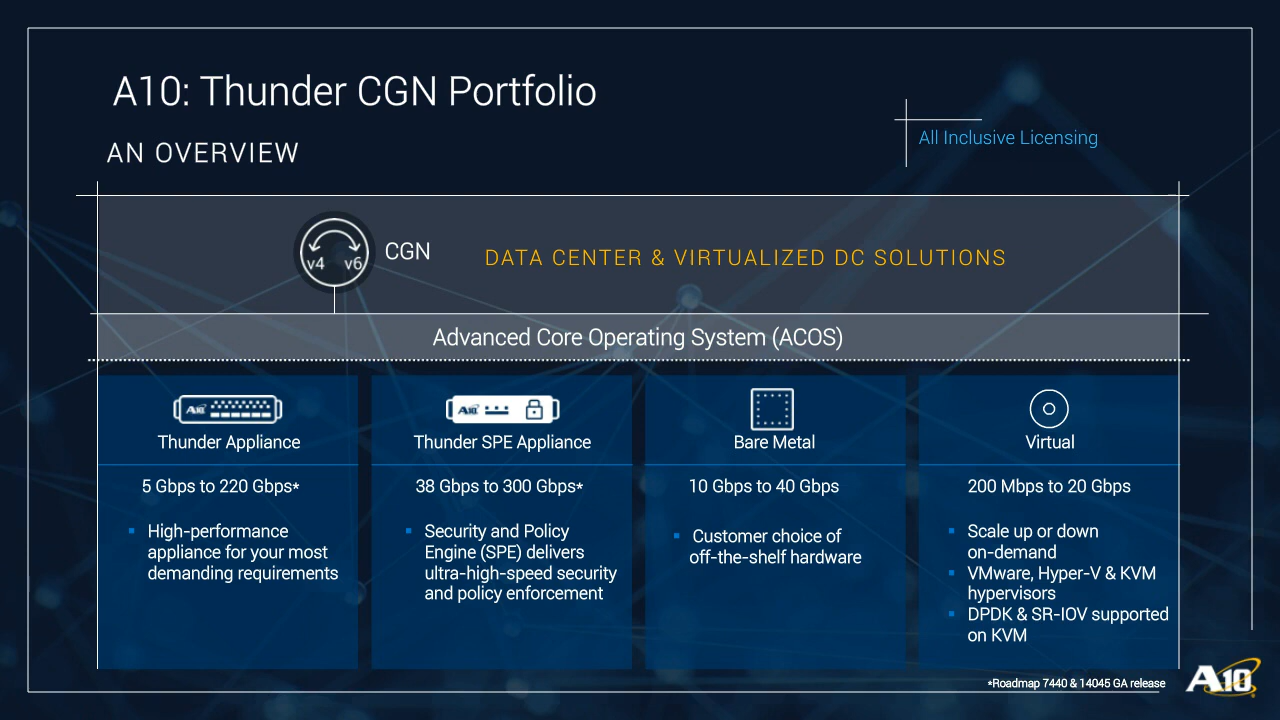 A10: Thunder CGN Portfolio
AN OVERVIEW
All Inclusive Licensing
v4 v6
CGN
DATA CENTER & VIRTUALIZED DC SOLUTIONS
Advanced Core Operating System (ACOS)
A10
Thunder Appliance
5 Gbps to 220 Gbps*
▪ High-performance
appliance for your most
demanding requirements
A10
Thunder SPE Appliance
38 Gbps to 300 Gbps*
▪ Security and Policy
Engine (SPE) delivers
ultra-high-speed security
and policy enforcement
Bare Metal
10 Gbps to 40 Gbps
▪ Customer choice of
off-the-shelf hardware
Virtual
200 Mbps to 20 Gbps
▪ Scale up or down
on-demand
▪ VMware, Hyper-V & KVM
hypervisors
▪ DPDK & SR-IOV supported
on KVM
*Roadmap 7440 & 14045 GA release
A10